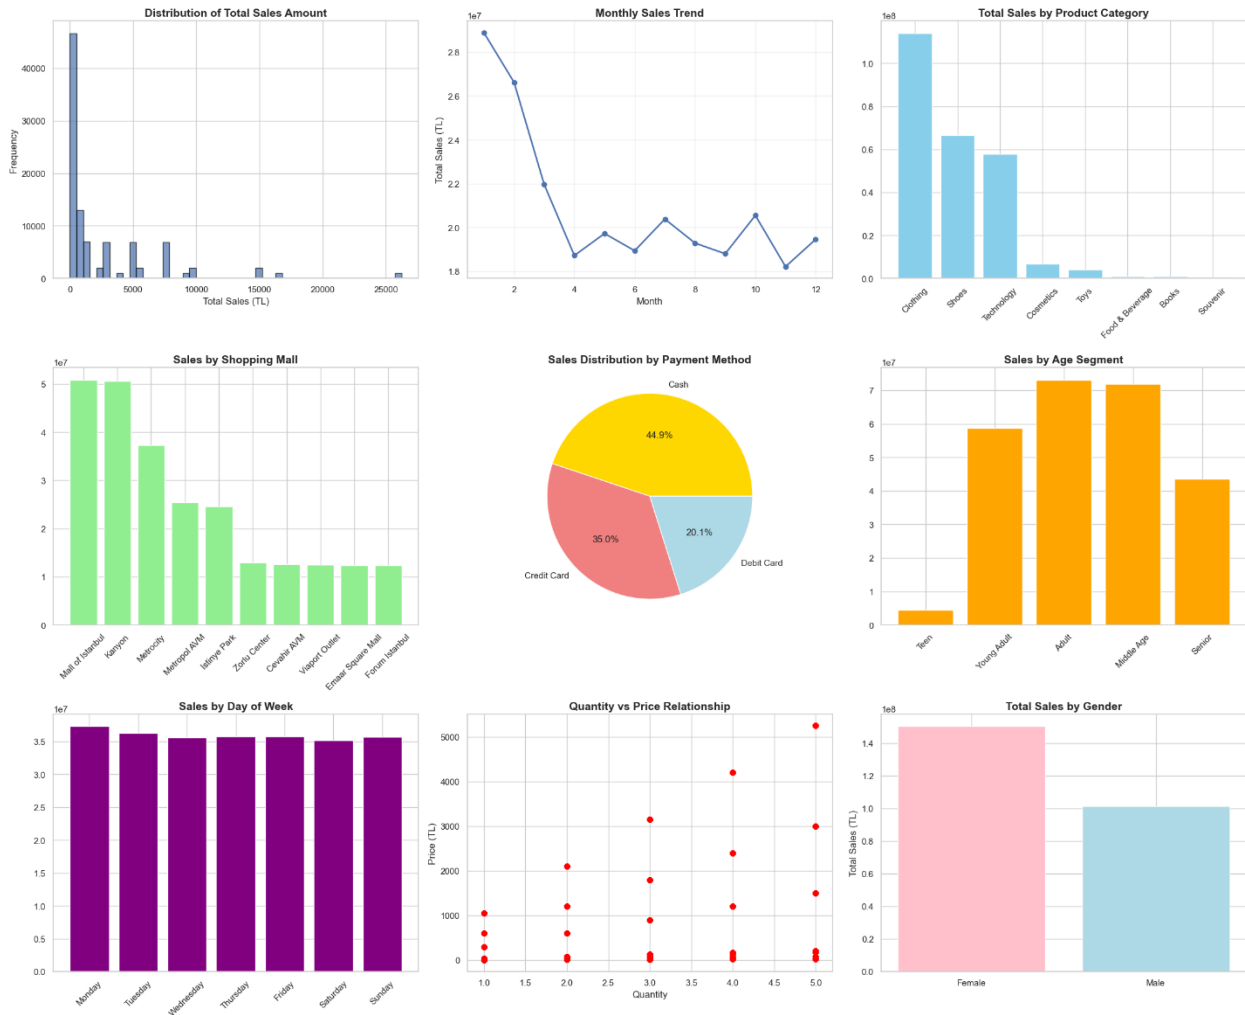 Distribution of Total Sales Amount
40000
30000
20000
10000
0
Frequency
0
5000
10000
15000
20000
25000
Total Sales (TL)
Monthly Sales Trend
1e7
2.8
2.6
2.4
2.2
2.0
1.8
Total Sales (TL)
2
4
6
8
10
12
Month
Total Sales by Product Category
1e8
1.0
0.8
0.6
0.4
0.2
0.0
Clothing
Shoes
Technology
Cosmetics
Toys
Food & Beverage
Books
Souvenir
Sales by Shopping Mall
1e7
5
4
3
2
1
0
Mall of Istanbul
Kanyon
Metrocity
Metropol AVM
Istinye Park
Zorlu Center
Cevahir AVM
Viaport Outlet
Emaar Square Mall
Forum Istanbul
Sales Distribution by Payment Method
Cash
44.9%
35.0%
Credit Card
20.1%
Debit Card
Sales by Age Segment
1e7
7
6
5
4
3
2
1
0
Teen
Young Adult
Adult
Middle Age
Senior
Sales by Day of Week
1e7
3.5
3.0
2.5
2.0
1.5
1.0
0.5
0.0
Monday
Tuesday
Wednesday
Thursday
Friday
Saturday
Sunday
Quantity vs Price Relationship
5000
4000
3000
2000
1000
0
Price (TL)
1.0
1.5
2.0
2.5
3.0
3.5
4.0
4.5
5.0
Quantity
Total Sales by Gender
1e8
1.4
1.2
1.0
0.8
0.6
0.4
0.2
0.0
Total Sales (TL)
Female
Male